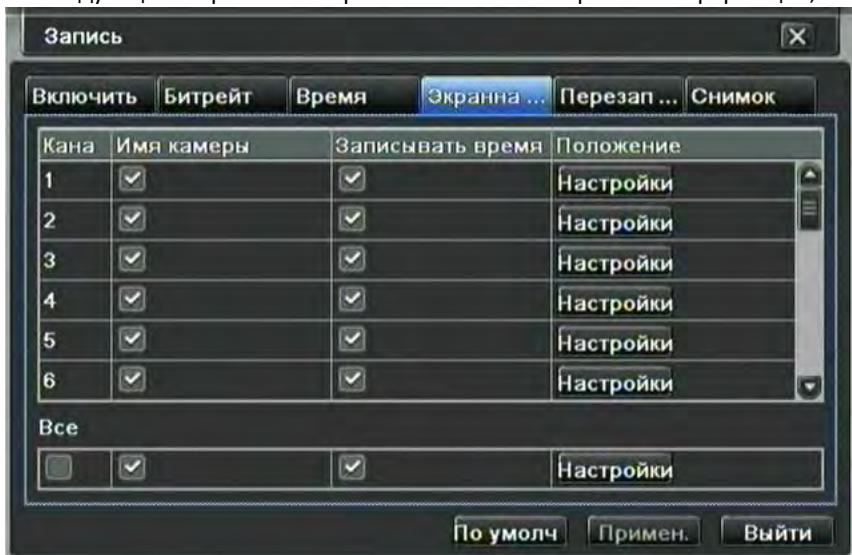 Запись
Включить Битрейт Время Экранна ... Перезап ... Снимок
Кана Имя камеры Записывать время Положение
1 Настройки
2 Настройки
3 Настройки
4 Настройки
5 Настройки
6 Настройки
Все
Настройки
По умолч Примен. Выйти